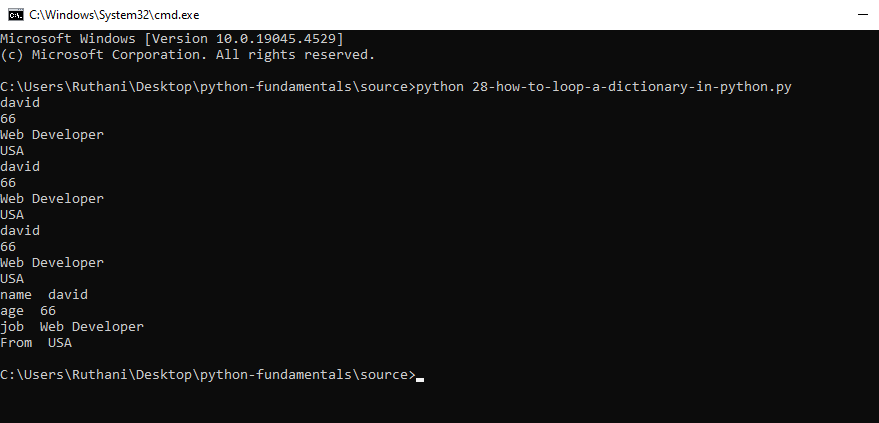 C:\Windows\System32\cmd.exe
Microsoft Windows [Version 10.0.19045.4529]
(c) Microsoft Corporation. All rights reserved.
C:\Users\Ruthani\Desktop\python-fundamentals\source>python 28-how-to-loop-a-dictionary-in-python.py
david
66
Web Developer
USA
david
66
Web Developer
USA
david
66
Web Developer
USA
name  david
age  66
job  Web Developer
From  USA
C:\Users\Ruthani\Desktop\python-fundamentals\source>